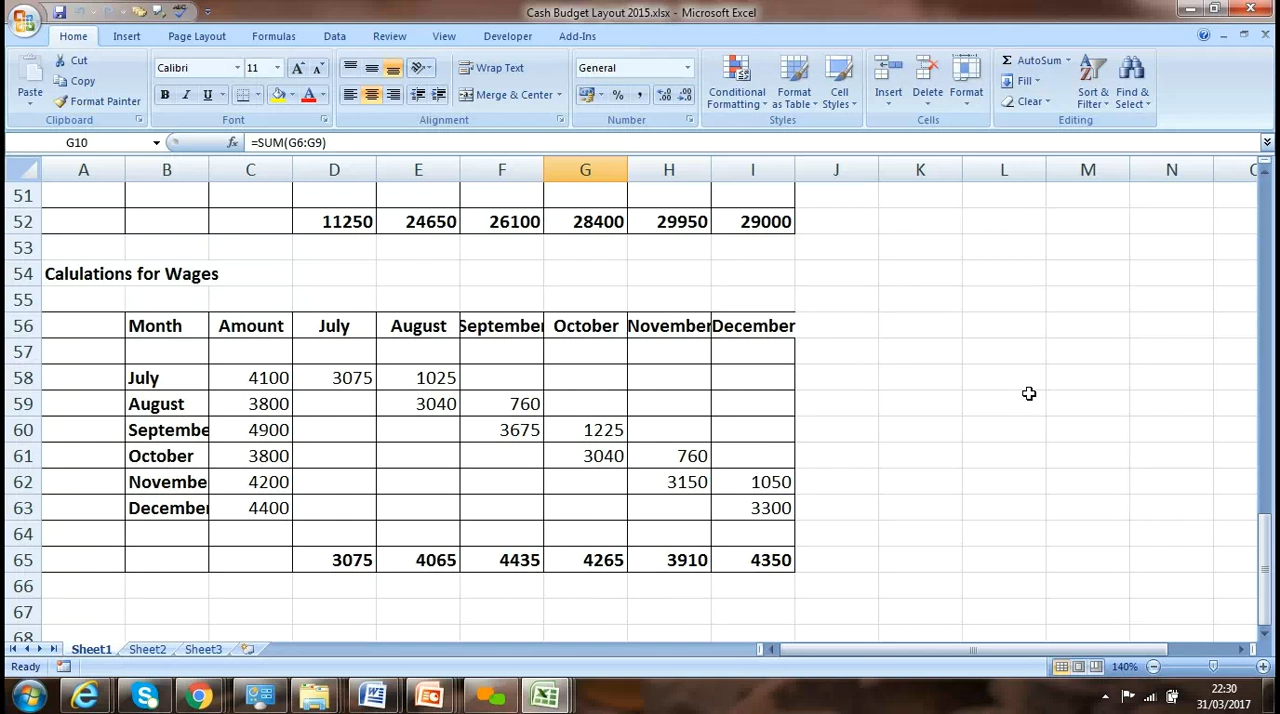 Cash Budget Layout 2015.xlsx - Microsoft Excel
Home Insert Page Layout Formulas Data Review View Developer Add-Ins
Cut Calibri 11 Wrap Text General AutoSum
Paste Copy Merge & Center Conditional Formatting Format as Table Cell Styles Insert Delete Format Fill Sort & Filter Find & Select
Format Painter B I U % , Clear
Clipboard Font Alignment Number Styles Cells Editing
G10 fx =SUM(G6:G9)
A B C D E F G H I J K L M N
51
52 11250 24650 26100 28400 29950 29000
53
54 Calulations for Wages
55
56 Month Amount July August September October November December
57
58 July 4100 3075 1025
59 August 3800 3040 760
60 Septembe 4900 3675 1225
61 October 3800 3040 760
62 Novembe 4200 3150 1050
63 December 4400 3300
64
65 3075 4065 4435 4265 3910 4350
66
67
68
Sheet1 Sheet2 Sheet3
Ready 140%
22:30
31/03/2017